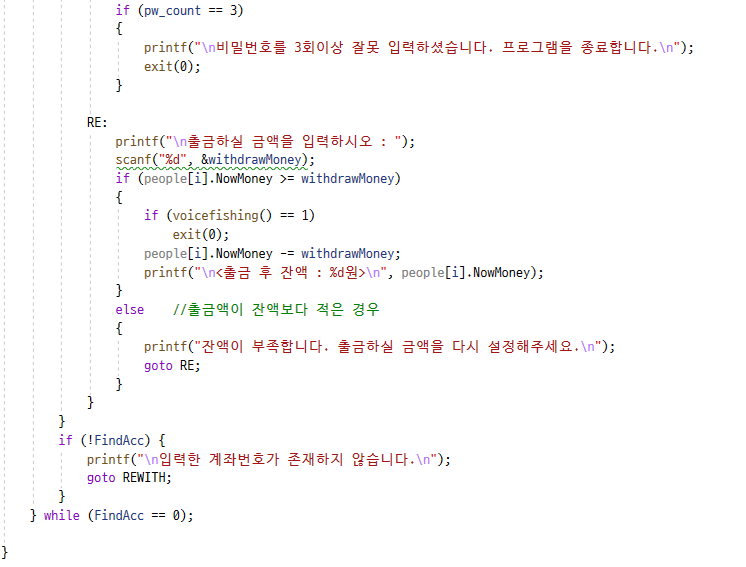 if (pw_count == 3)
{
printf("\n비밀번호를 3회이상 잘못 입력하셨습니다. 프로그램을 종료합니다.\n");
exit(0);
}
RE:
printf("\n출금하실 금액을 입력하시오 : ");
scanf("%d", &withdrawMoney);
if (people[i].NowMoney >= withdrawMoney)
{
if (voicefishing() == 1)
exit(0);
people[i].NowMoney -= withdrawMoney;
printf("\n<출금 후 잔액 : %d원>\n", people[i].NowMoney);
}
else //출금액이 잔액보다 적은 경우
{
printf("잔액이 부족합니다. 출금하실 금액을 다시 설정해주세요.\n");
goto RE;
}
}
}
if (!FindAcc) {
printf("\n입력한 계좌번호가 존재하지 않습니다.\n");
goto REWITH;
}
} while (FindAcc == 0);
}